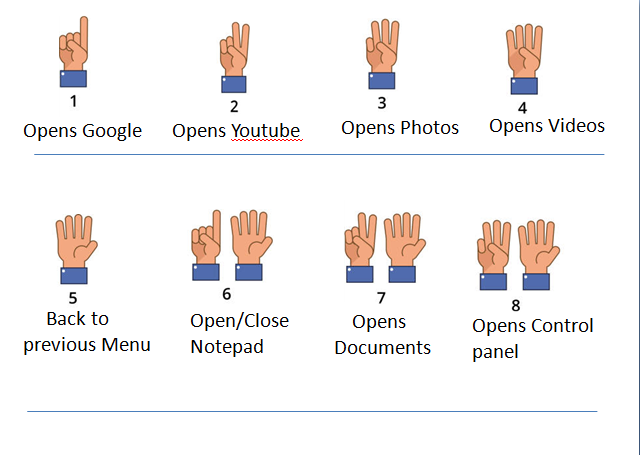 1 2 3 4
Opens Google Opens Youtube Opens Photos Opens Videos
5 6 7 8
Back to Open/Close Opens Opens Control
previous Menu Notepad Documents panel